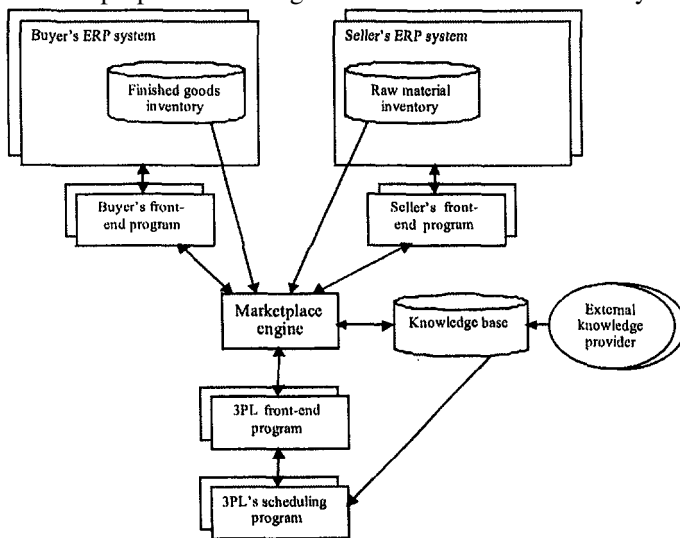 Buyer's ERP system
Seller's ERP system
Finished goods
inventory
Raw material
inventory
Buyer's front-
end program
Seller's front-
end program
Marketplace
engine
Knowledge base
External
knowledge
provider
3PL front-end
program
3PL's scheduling
program